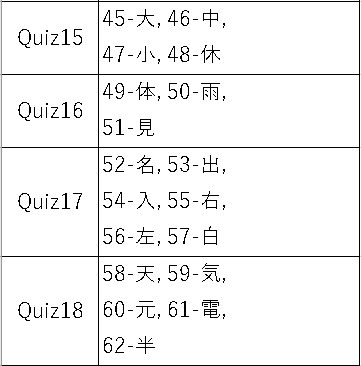 Quiz15
45-大, 46-中,
47-小, 48-休
Quiz16
49-体, 50-雨,
51-見
Quiz17
52-名, 53-出,
54-入, 55-右,
56-左, 57-白
Quiz18
58-天, 59-気,
60-元, 61-電,
62-半